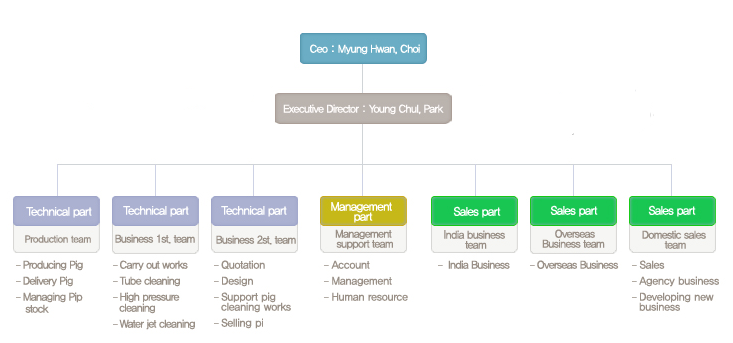 Ceo : Myung Hwan, Choi
Executive Director : Young Chul, Park
Technical part
Production team
– Producing Pig
– Delivery Pig
– Managing Pip
stock
Technical part
Business 1st, team
– Carry out works
– Tube cleaning
– High pressure
cleaning
– Water jet cleaning
Technical part
Business 2st, team
– Quotation
– Design
– Support pig
cleaning works
– Selling pi
Management
part
Management
support team
– Account
– Management
– Human resource
Sales part
India business
team
– India Business
Sales part
Overseas
Business team
– Overseas Business
Sales part
Domestic sales
team
– Sales
– Agency business
– Developing new
business